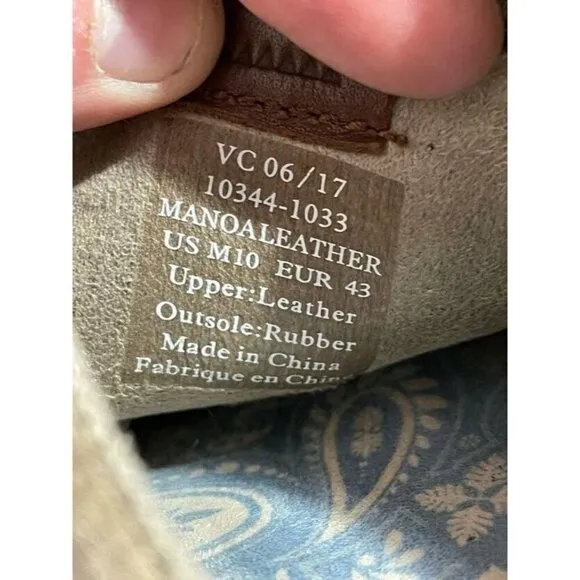 VC 06/17
10344-1033
MANOALEATHER
US M10 EUR 43
Upper:Leather
Outsole:Rubber
Made in China
Fabrique en